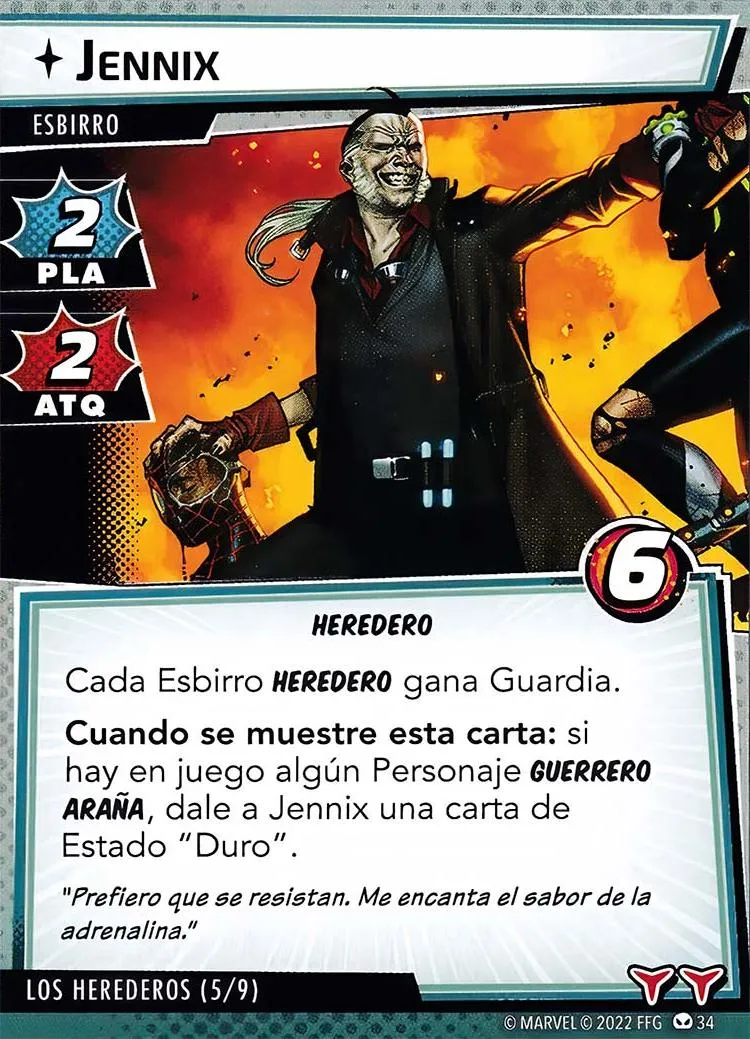 JENNIX
ESBIRRO
2
PLA
2
ATQ
6
HEREDERO
Cada Esbirro HEREDERO gana Guardia.
Cuando se muestre esta carta: si
hay en juego algún Personaje GUERRERO
ARAÑA, dale a Jennix una carta de
Estado "Duro".
"Prefiero que se resistan. Me encanta el sabor de la
adrenalina."
LOS HEREDEROS (5/9)
© MARVEL © 2022 FFG 34